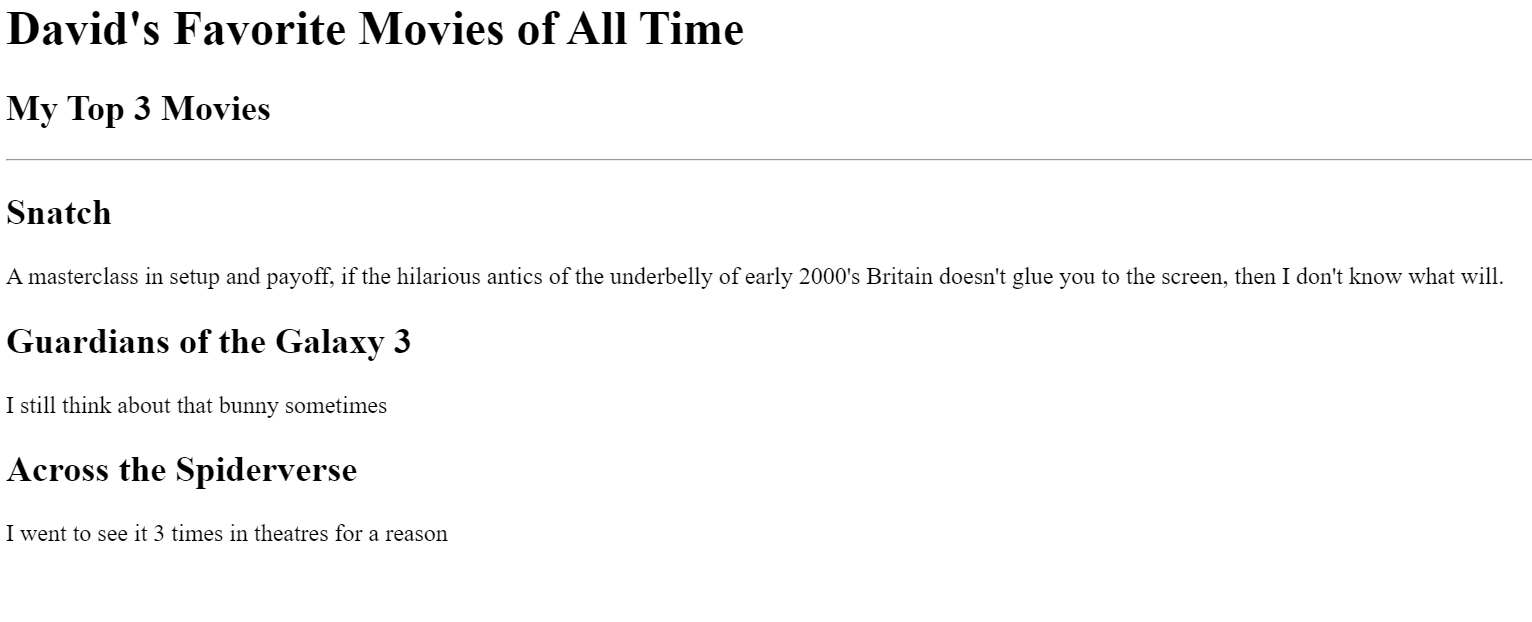 David's Favorite Movies of All Time
My Top 3 Movies
Snatch
A masterclass in setup and payoff, if the hilarious antics of the underbelly of early 2000's Britain doesn't glue you to the screen, then I don't know what will.
Guardians of the Galaxy 3
I still think about that bunny sometimes
Across the Spiderverse
I went to see it 3 times in theatres for a reason